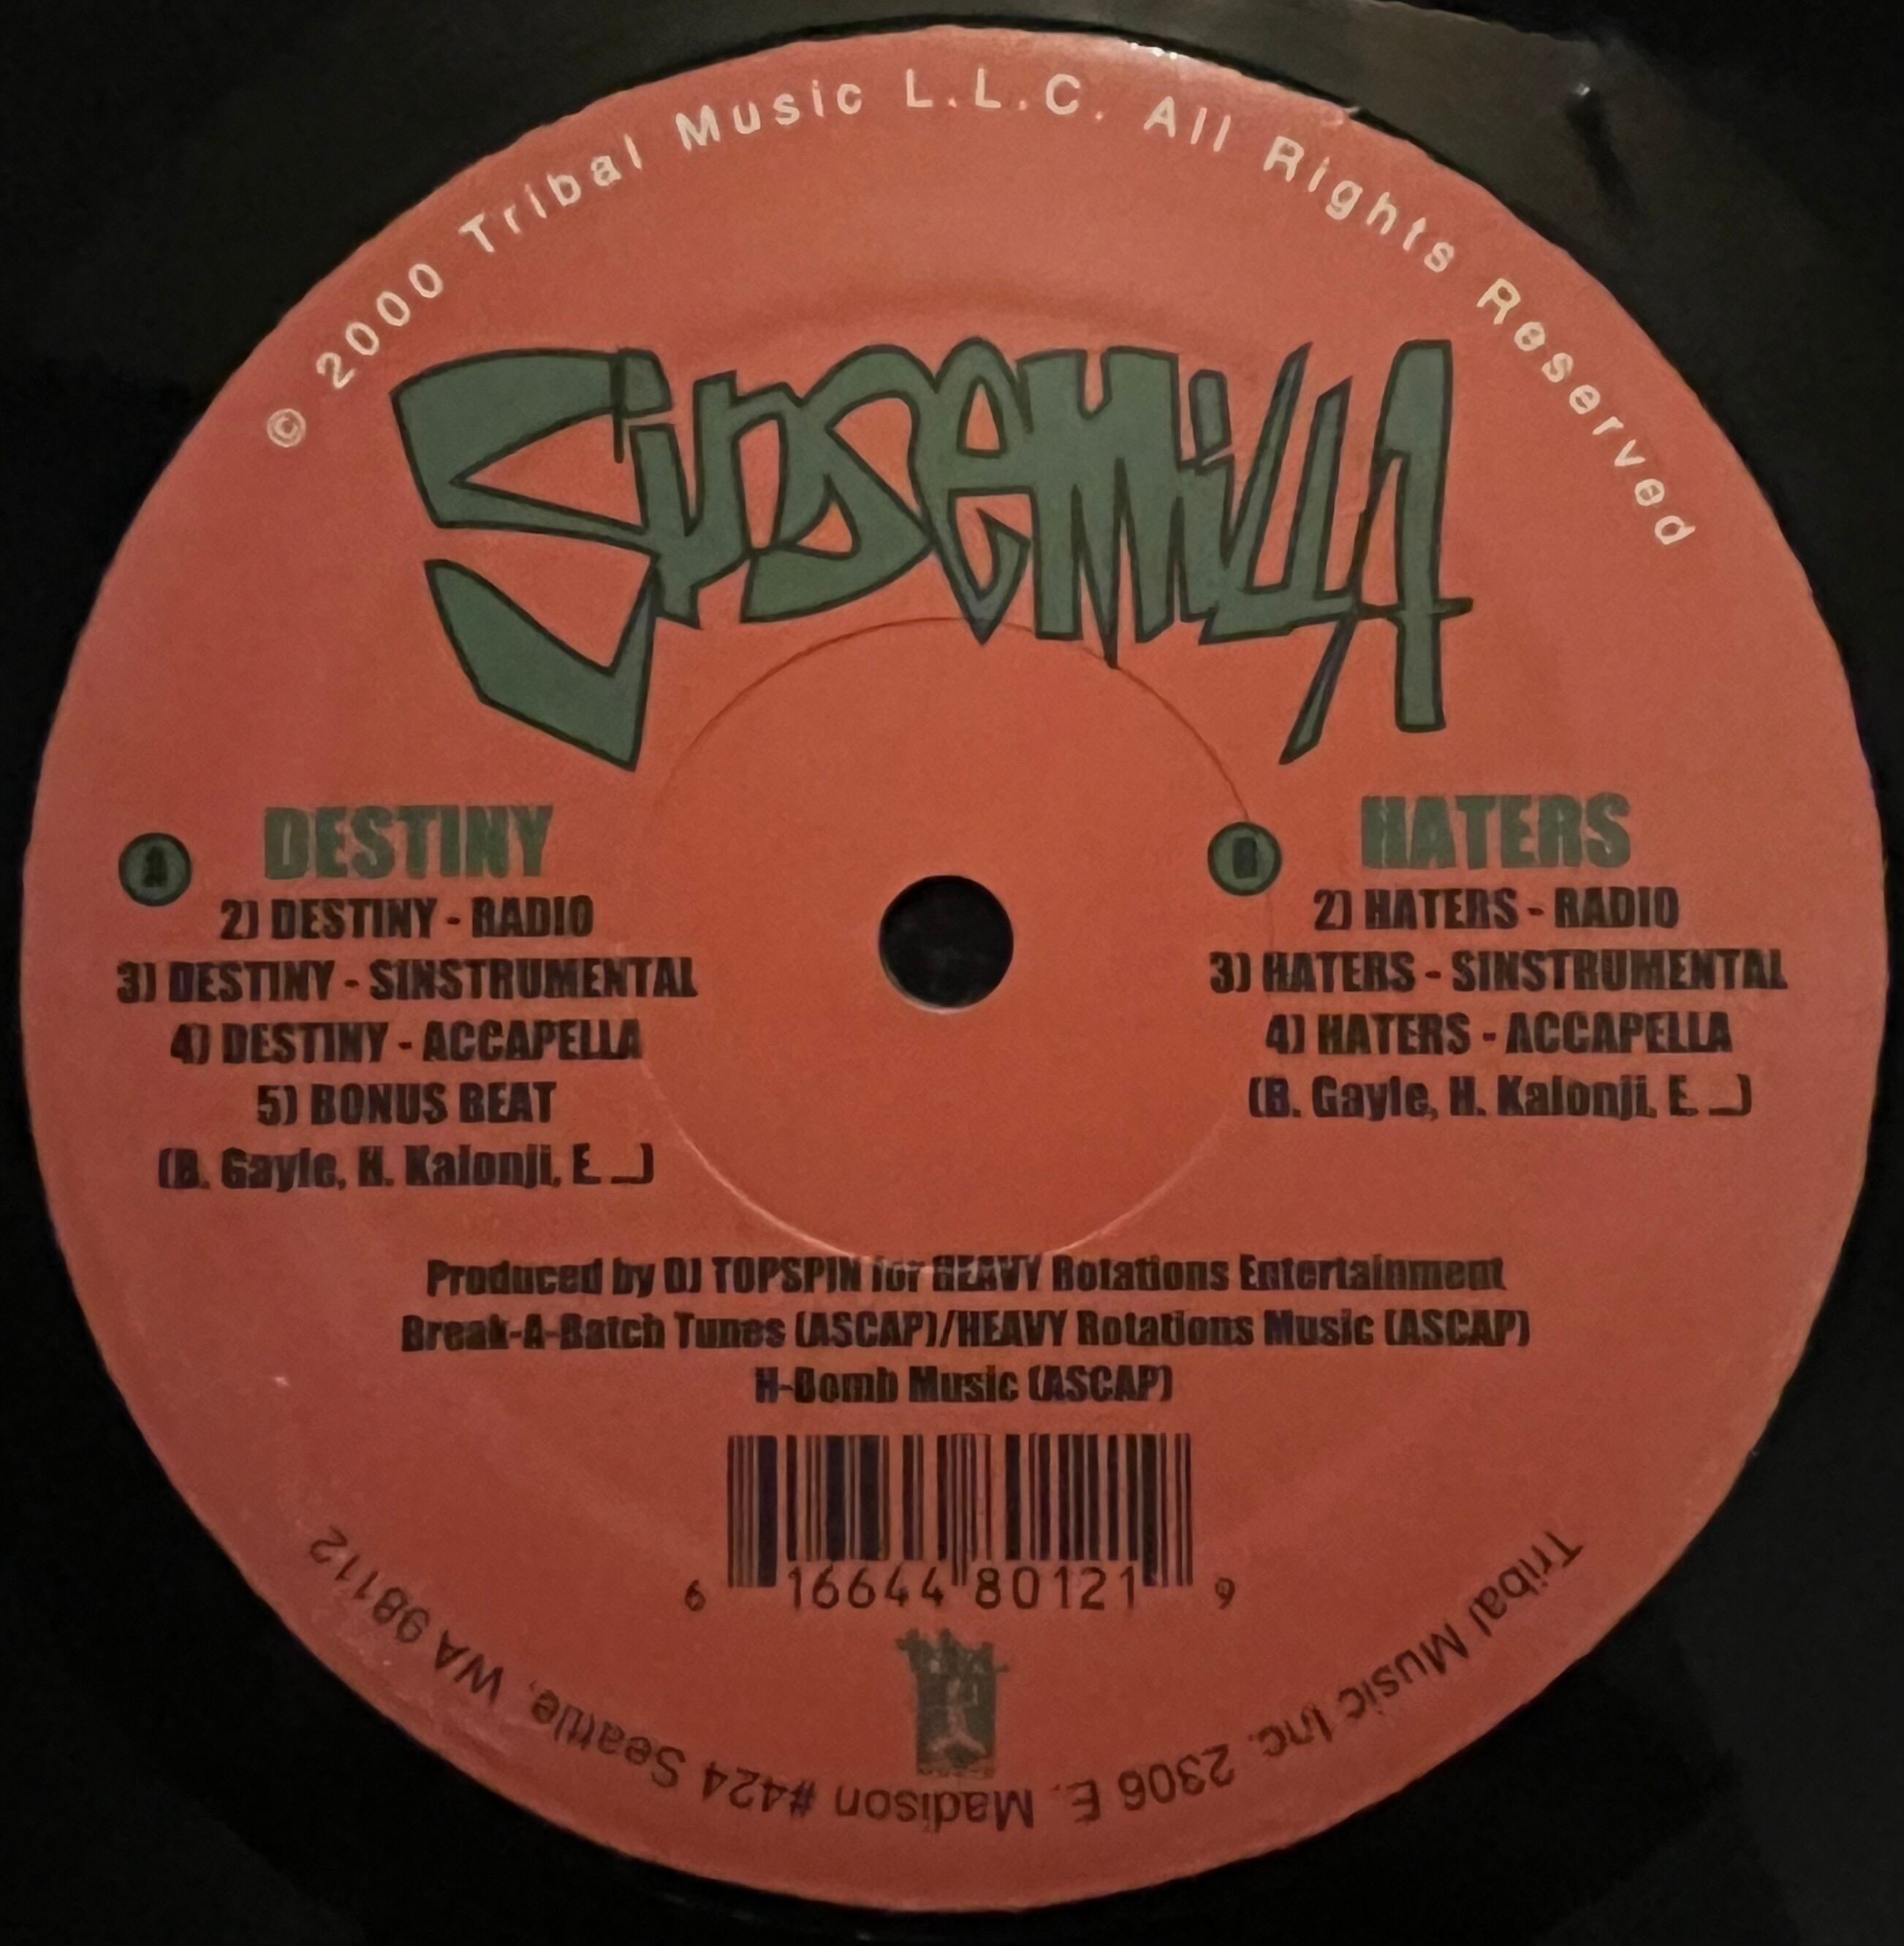 © 2000 Tribal Music L.L.C. All Rights Reserved
Sinsemilla
A DESTINY
2) DESTINY - RADIO
3) DESTINY - SINSTRUMENTAL
4) DESTINY - ACCAPELLA
5) BONUS BEAT
(B. Gayle, H. Kalonji, E _)
B HATERS
2) HATERS - RADIO
3) HATERS - SINSTRUMENTAL
4) HATERS - ACCAPELLA
(B. Gayle, H. Kalonji, E _)
Produced by DJ TOPSPIN for HEAVY Rotations Entertainment
Break-A-Batch Tunes (ASCAP)/HEAVY Rotations Music (ASCAP)
H-Bomb Music (ASCAP)
6 16644 80121 9
Tribal Music Inc. 2306 E. Madison #424 Seattle, WA 98112